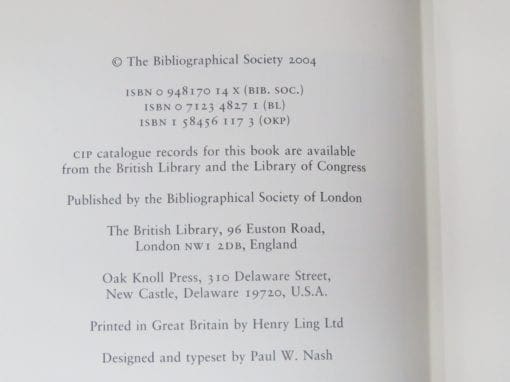 © The Bibliographical Society 2004
ISBN 0 948170 14 X (BIB. SOC.)
ISBN 0 7123 4827 1 (BL)
ISBN 1 58456 117 3 (OKP)
CIP catalogue records for this book are available
from the British Library and the Library of Congress
Published by the Bibliographical Society of London
The British Library, 96 Euston Road,
London NW1 2DB, England
Oak Knoll Press, 310 Delaware Street,
New Castle, Delaware 19720, U.S.A.
Printed in Great Britain by Henry Ling Ltd
Designed and typeset by Paul W. Nash